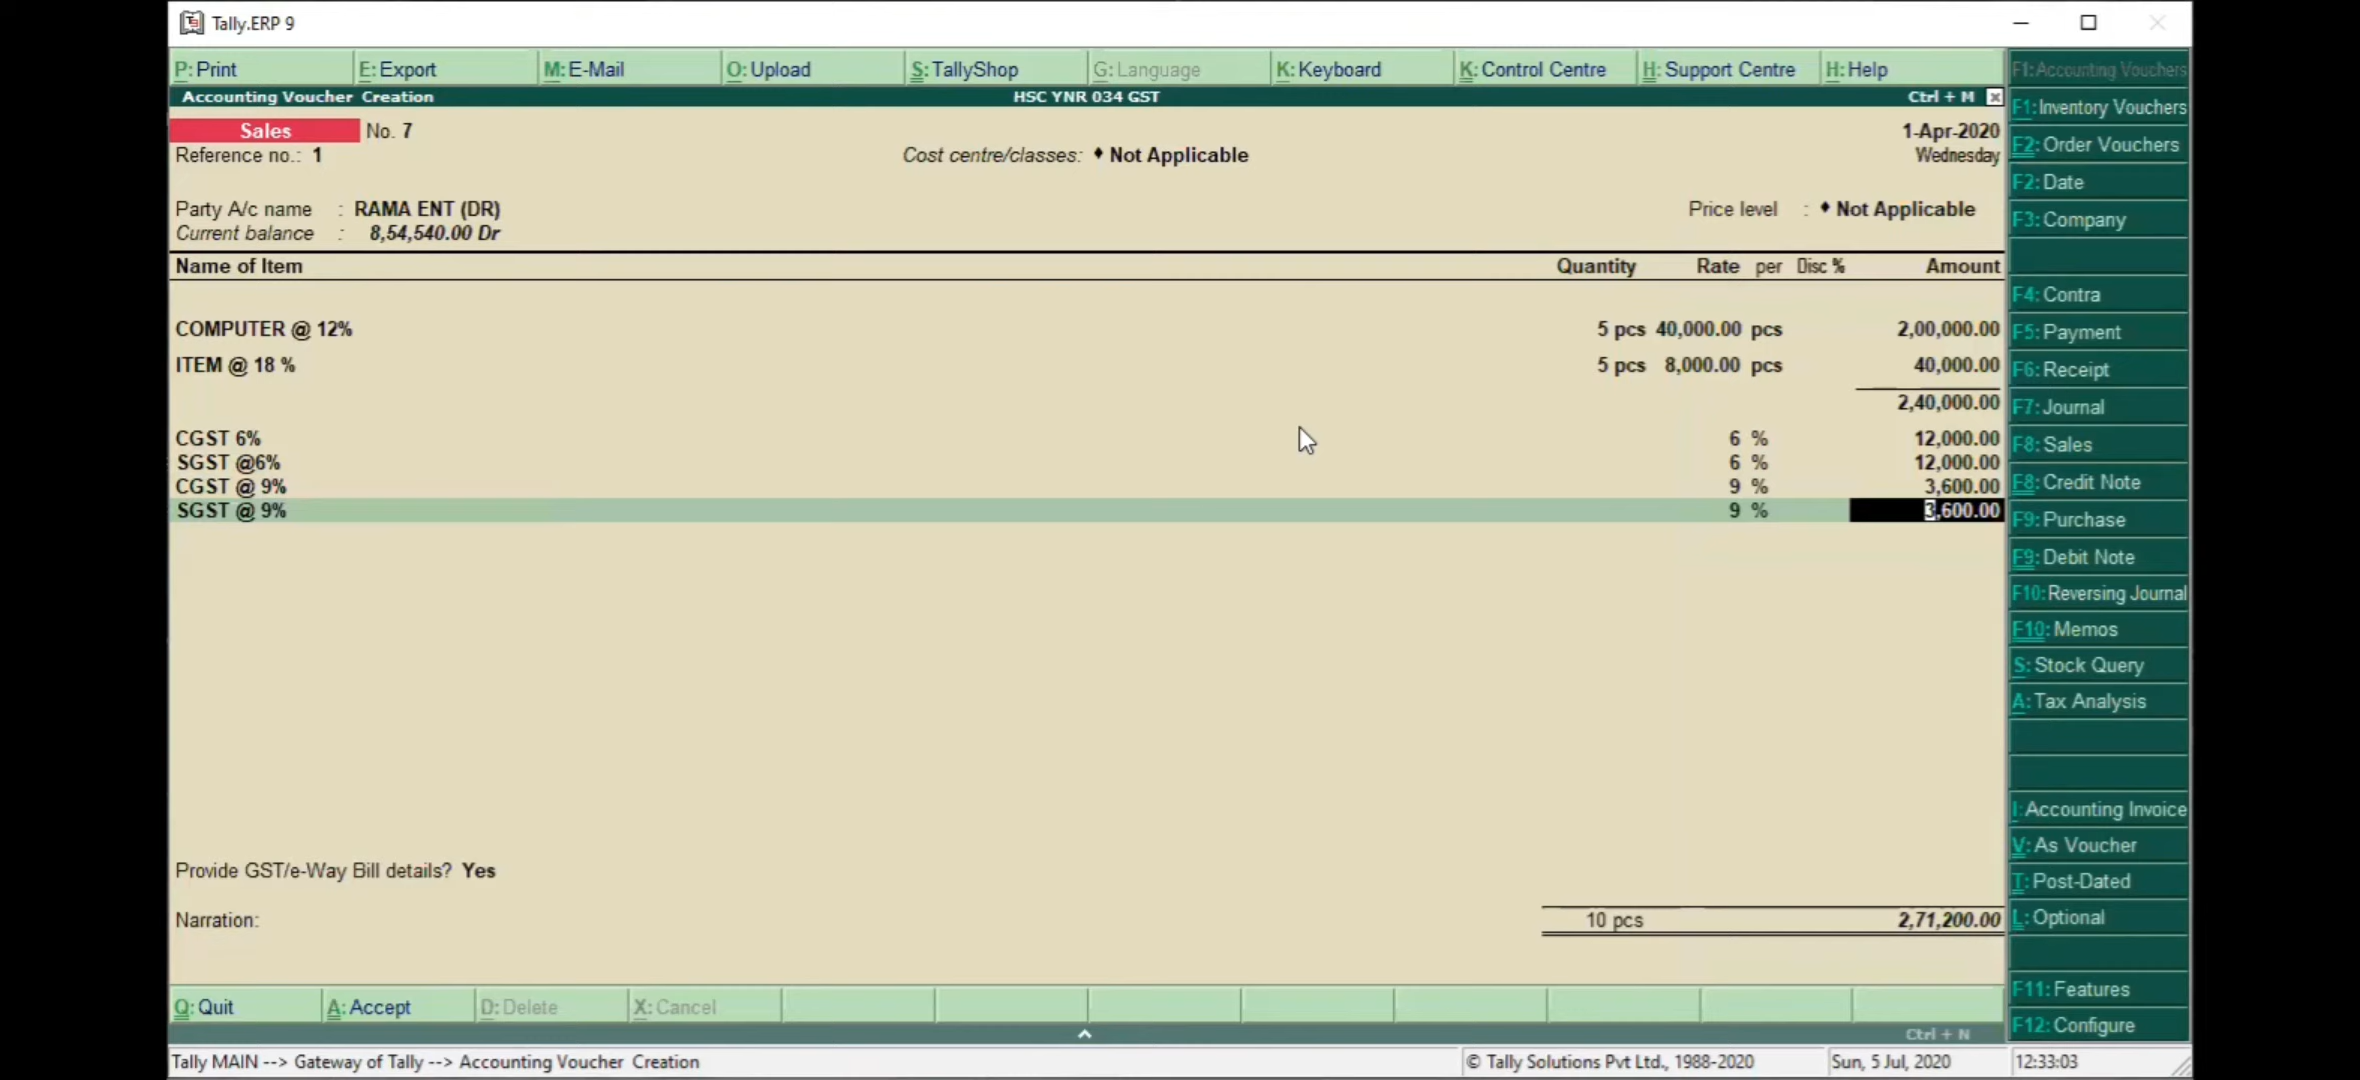 Tally.ERP 9
P: Print E: Export M: E-Mail O: Upload S: TallyShop G: Language K: Keyboard K: Control Centre H: Support Centre H: Help F1: Accounting Vouchers
Accounting Voucher Creation HSC YNR 034 GST Ctrl + M
F1: Inventory Vouchers
Sales No. 7 1-Apr-2020
Reference no.: 1 Cost centre/classes: ♦ Not Applicable Wednesday
F2: Order Vouchers
F2: Date
Party A/c name : RAMA ENT (DR) Price level : ♦ Not Applicable
F3: Company
Current balance : 8,54,540.00 Dr
Name of Item Quantity Rate per Disc % Amount
F4: Contra
COMPUTER @ 12% 5 pcs 40,000.00 pcs 2,00,000.00
F5: Payment
ITEM @ 18 % 5 pcs 8,000.00 pcs 40,000.00
F6: Receipt
2,40,000.00
F7: Journal
CGST 6% 6 % 12,000.00
F8: Sales
SGST @6% 6 % 12,000.00
CGST @ 9% 9 % 3,600.00
F8: Credit Note
SGST @ 9% 9 % 3,600.00
F9: Purchase
F9: Debit Note
F10: Reversing Journal
F10: Memos
S: Stock Query
A: Tax Analysis
I: Accounting Invoice
V: As Voucher
Provide GST/e-Way Bill details? Yes
T: Post-Dated
Narration: 10 pcs 2,71,200.00
L: Optional
F11: Features
Q: Quit A: Accept D: Delete X: Cancel
F12: Configure
Ctrl + N
Tally MAIN --> Gateway of Tally --> Accounting Voucher Creation © Tally Solutions Pvt Ltd., 1988-2020 Sun, 5 Jul, 2020 12:33:03